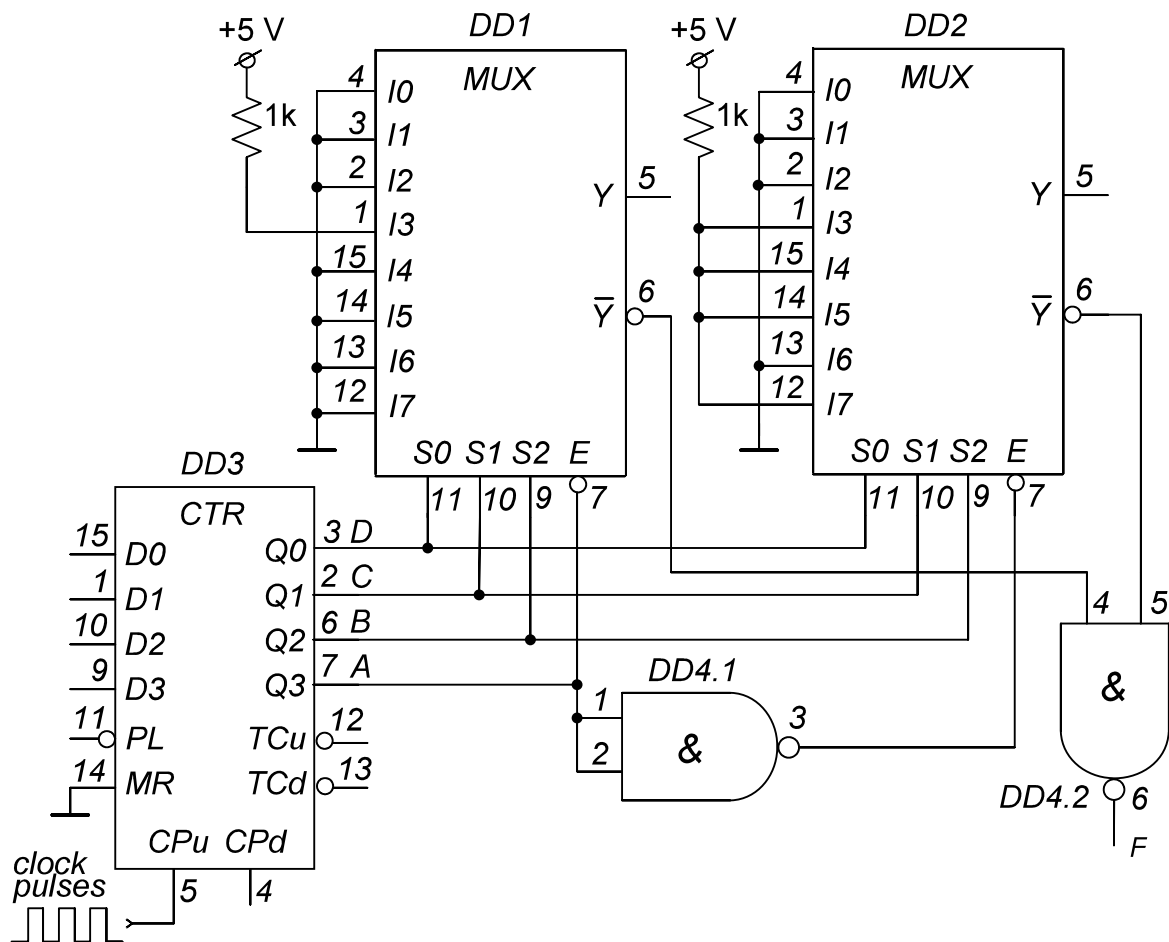 +5 V
1k
DD1
MUX
4 I0
3 I1
2 I2
1 I3
15 I4
14 I5
13 I6
12 I7
Y 5
Y̅ 6
S0 S1 S2 E
11 10 9 7
+5 V
1k
DD2
MUX
4 I0
3 I1
2 I2
1 I3
15 I4
14 I5
13 I6
12 I7
Y 5
Y̅ 6
S0 S1 S2 E
11 10 9 7
DD3
CTR
15 D0
1 D1
10 D2
9 D3
11 PL
14 MR
Q0 3 D
Q1 2 C
Q2 6 B
Q3 7 A
TCu 12
TCd 13
CPu CPd
5 4
clock
pulses
DD4.1
1
2
&
3
4 5
&
DD4.2 6
F